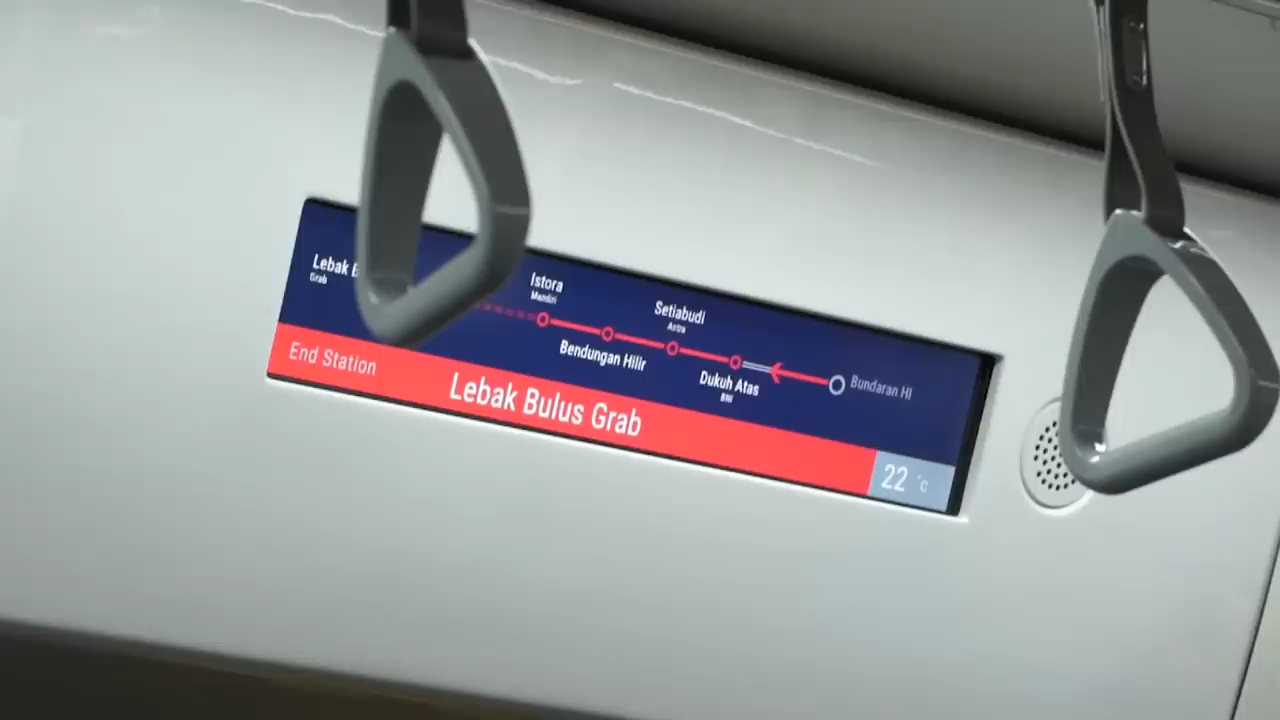 Lebak
Grab
Istora
Mandiri
Setiabudi
Astra
Bendungan Hilir
Dukuh Atas
BNI
Bundaran HI
End Station
Lebak Bulus Grab
22 °c